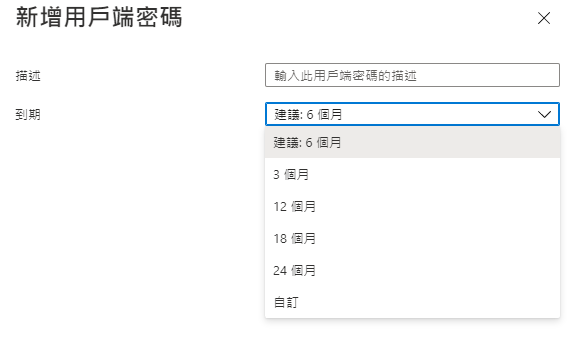 新增用戶端密碼
描述
輸入此用戶端密碼的描述
到期
建議: 6 個月
建議: 6 個月
3 個月
12 個月
18 個月
24 個月
自訂